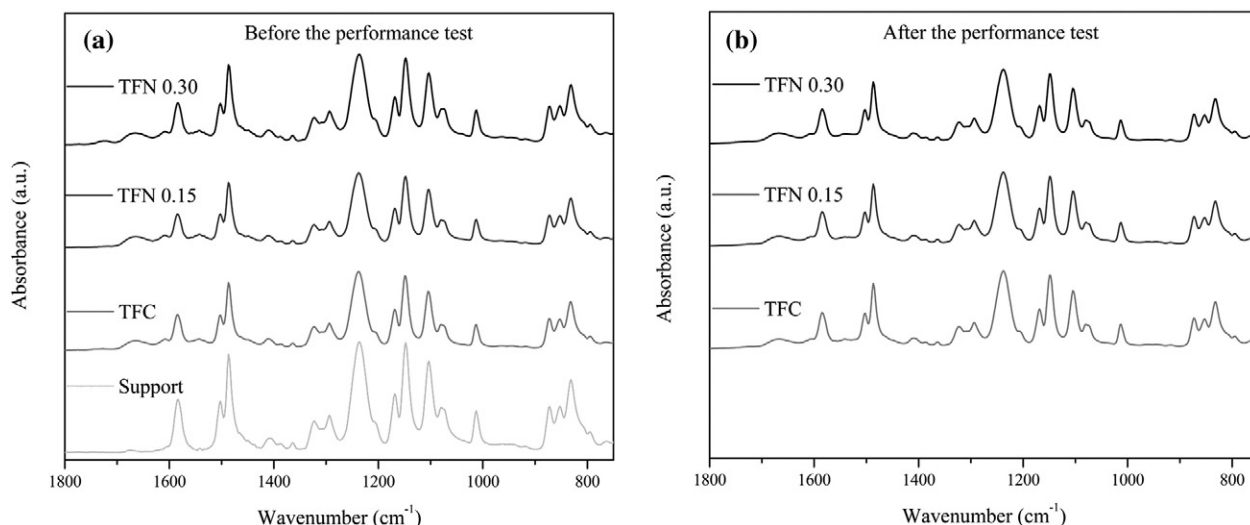 (a)
Before the performance test
TFN 0.30
TFN 0.15
TFC
Support
Absorbance (a.u.)
1800 1600 1400 1200 1000 800
Wavenumber (cm⁻¹)
(b)
After the performance test
TFN 0.30
TFN 0.15
TFC
Absorbance (a.u.)
1800 1600 1400 1200 1000 800
Wavenumber (cm⁻¹)